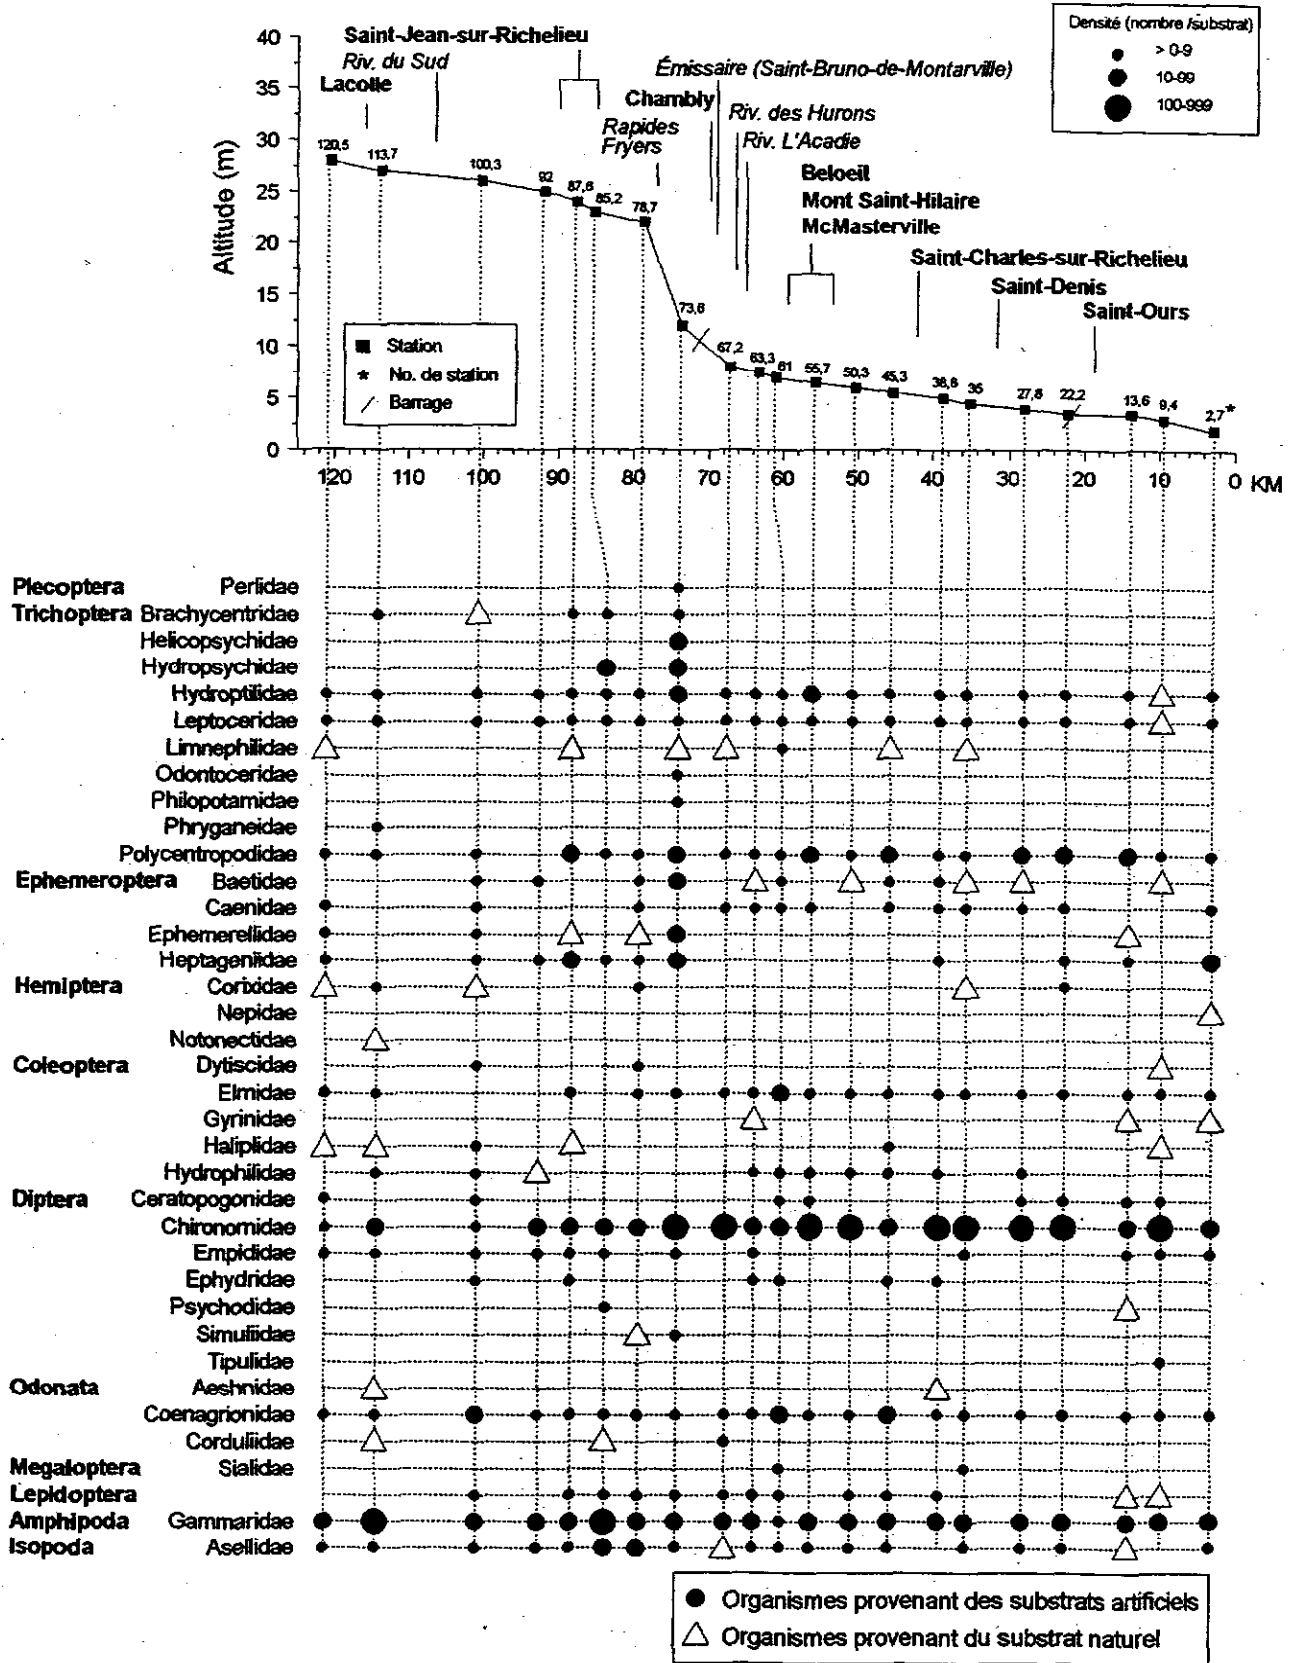 Densité (nombre /substrat)
> 0-9
10-99
100-999
Saint-Jean-sur-Richelieu
Riv. du Sud
Lacolle
Émissaire (Saint-Bruno-de-Montarville)
Chambly
Riv. des Hurons
Rapides
Fryers
Riv. L'Acadie
Beloeil
Mont Saint-Hilaire
McMasterville
Saint-Charles-sur-Richelieu
Saint-Denis
Saint-Ours
Altitude (m)
40
35
30
25
20
15
10
5
0
120,5
113,7
100,3
92
87,6
85,2
78,7
73,6
67,2
63,3
61
55,7
50,3
45,3
38,6
35
27,8
22,2
13,6
9,4
2,7*
Station
* No. de station
Barrage
120 110 100 90 80 70 60 50 40 30 20 10 0 KM
Plecoptera Perlidae
Trichoptera Brachycentridae
Helicopsychidae
Hydropsychidae
Hydroptilidae
Leptoceridae
Limnephilidae
Odontoceridae
Philopotamidae
Phryganeidae
Polycentropodidae
Ephemeroptera Baetidae
Caenidae
Ephemerellidae
Heptageniidae
Hemiptera Corixidae
Nepidae
Notonectidae
Coleoptera Dytiscidae
Elmidae
Gyrinidae
Haliplidae
Hydrophilidae
Diptera Ceratopogonidae
Chironomidae
Empididae
Ephydridae
Psychodidae
Simuliidae
Tipulidae
Odonata Aeshnidae
Coenagrionidae
Corduliidae
Megaloptera Sialidae
Lepidoptera
Amphipoda Gammaridae
Isopoda Asellidae
Organismes provenant des substrats artificiels
Organismes provenant du substrat naturel